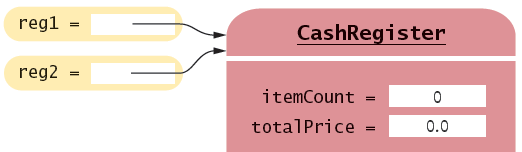 reg1 =
reg2 =
CashRegister
itemCount = 0
totalPrice = 0.0